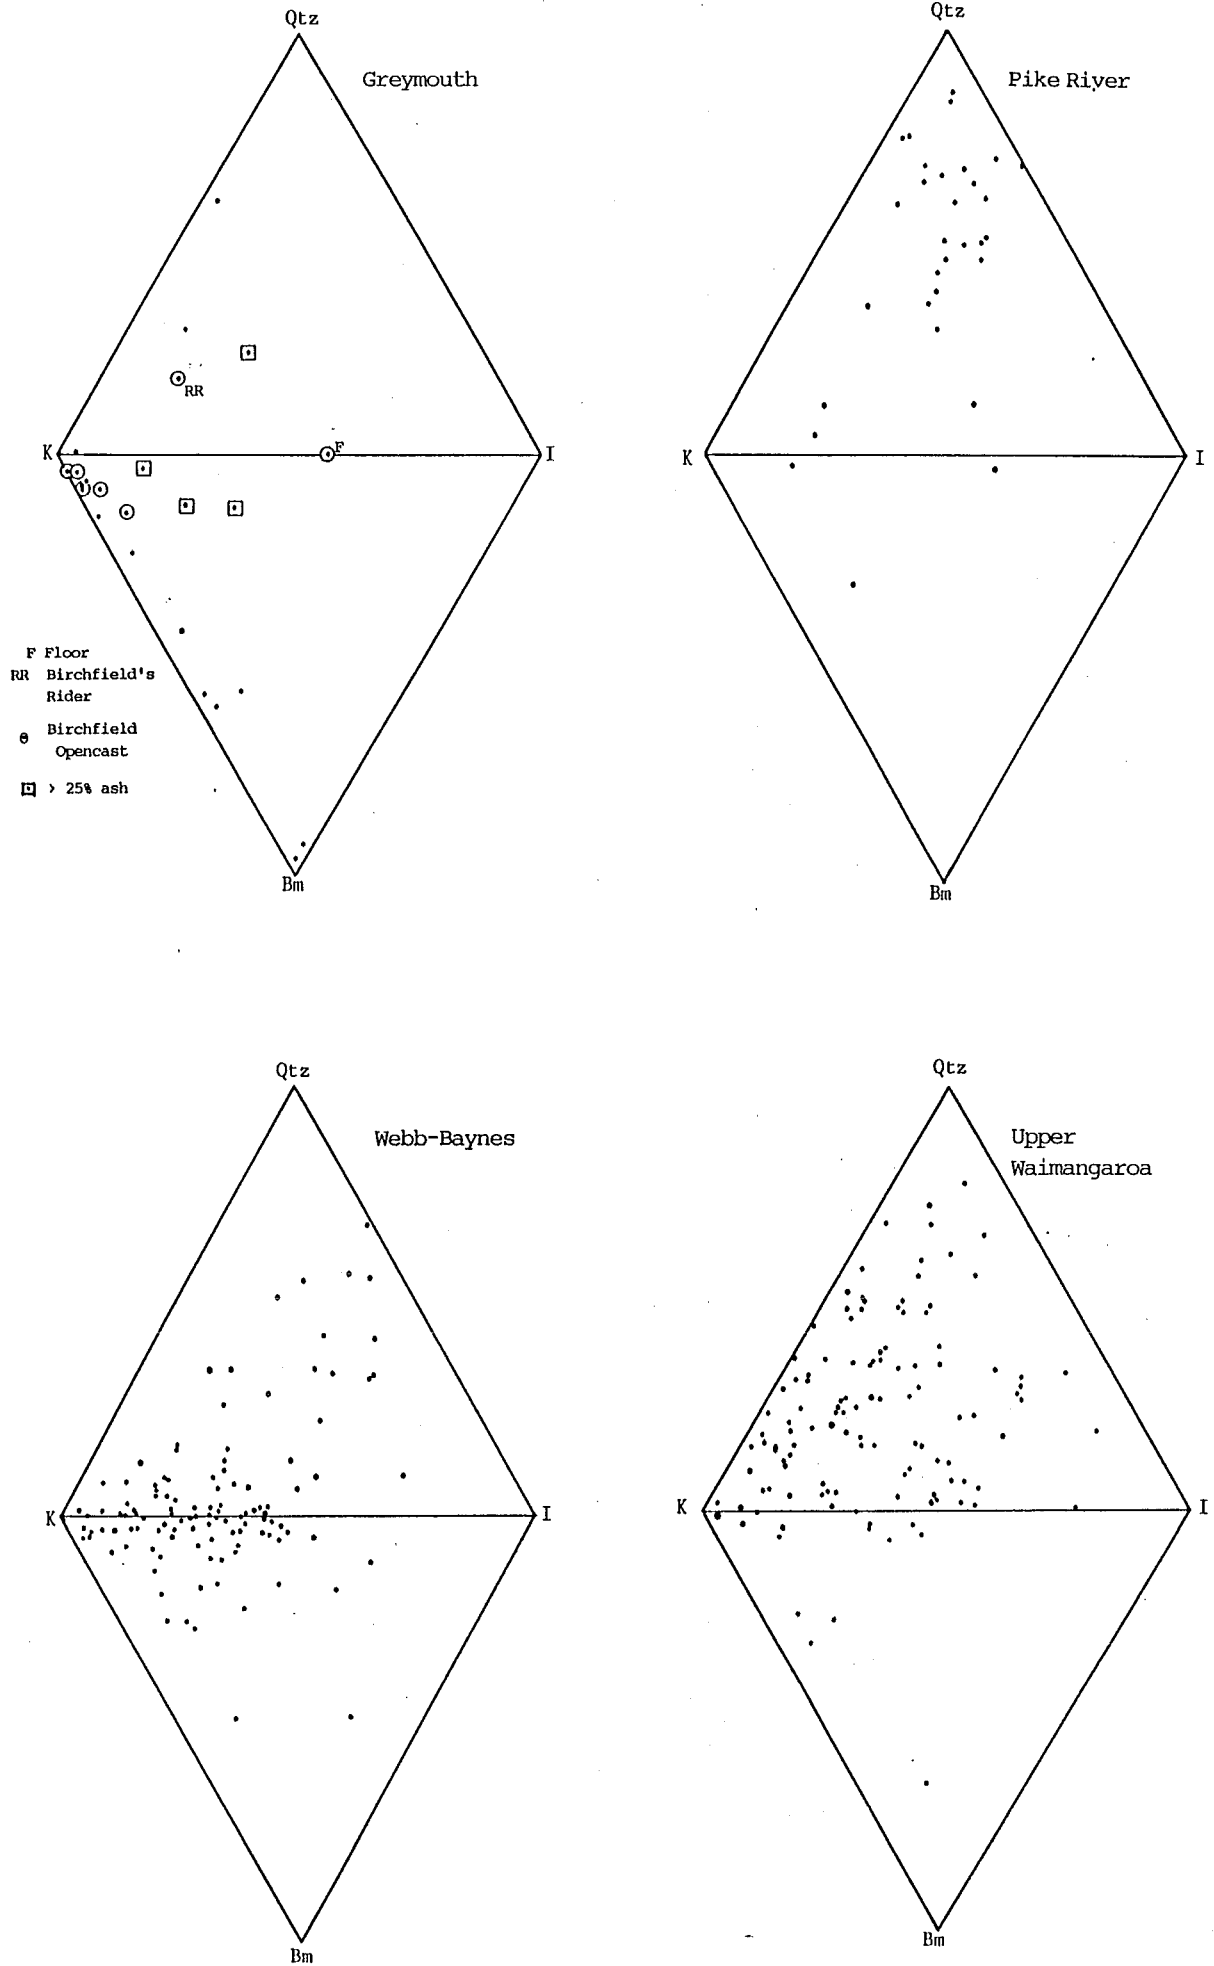 Qtz
Greymouth
RR
K
F
I
F Floor
RR Birchfield's
Rider
Birchfield
Opencast
> 25% ash
Bm
Qtz
Pike River
K
I
Bm
Qtz
Webb-Baynes
K
I
Bm
Qtz
Upper
Waimangaroa
K
I
Bm